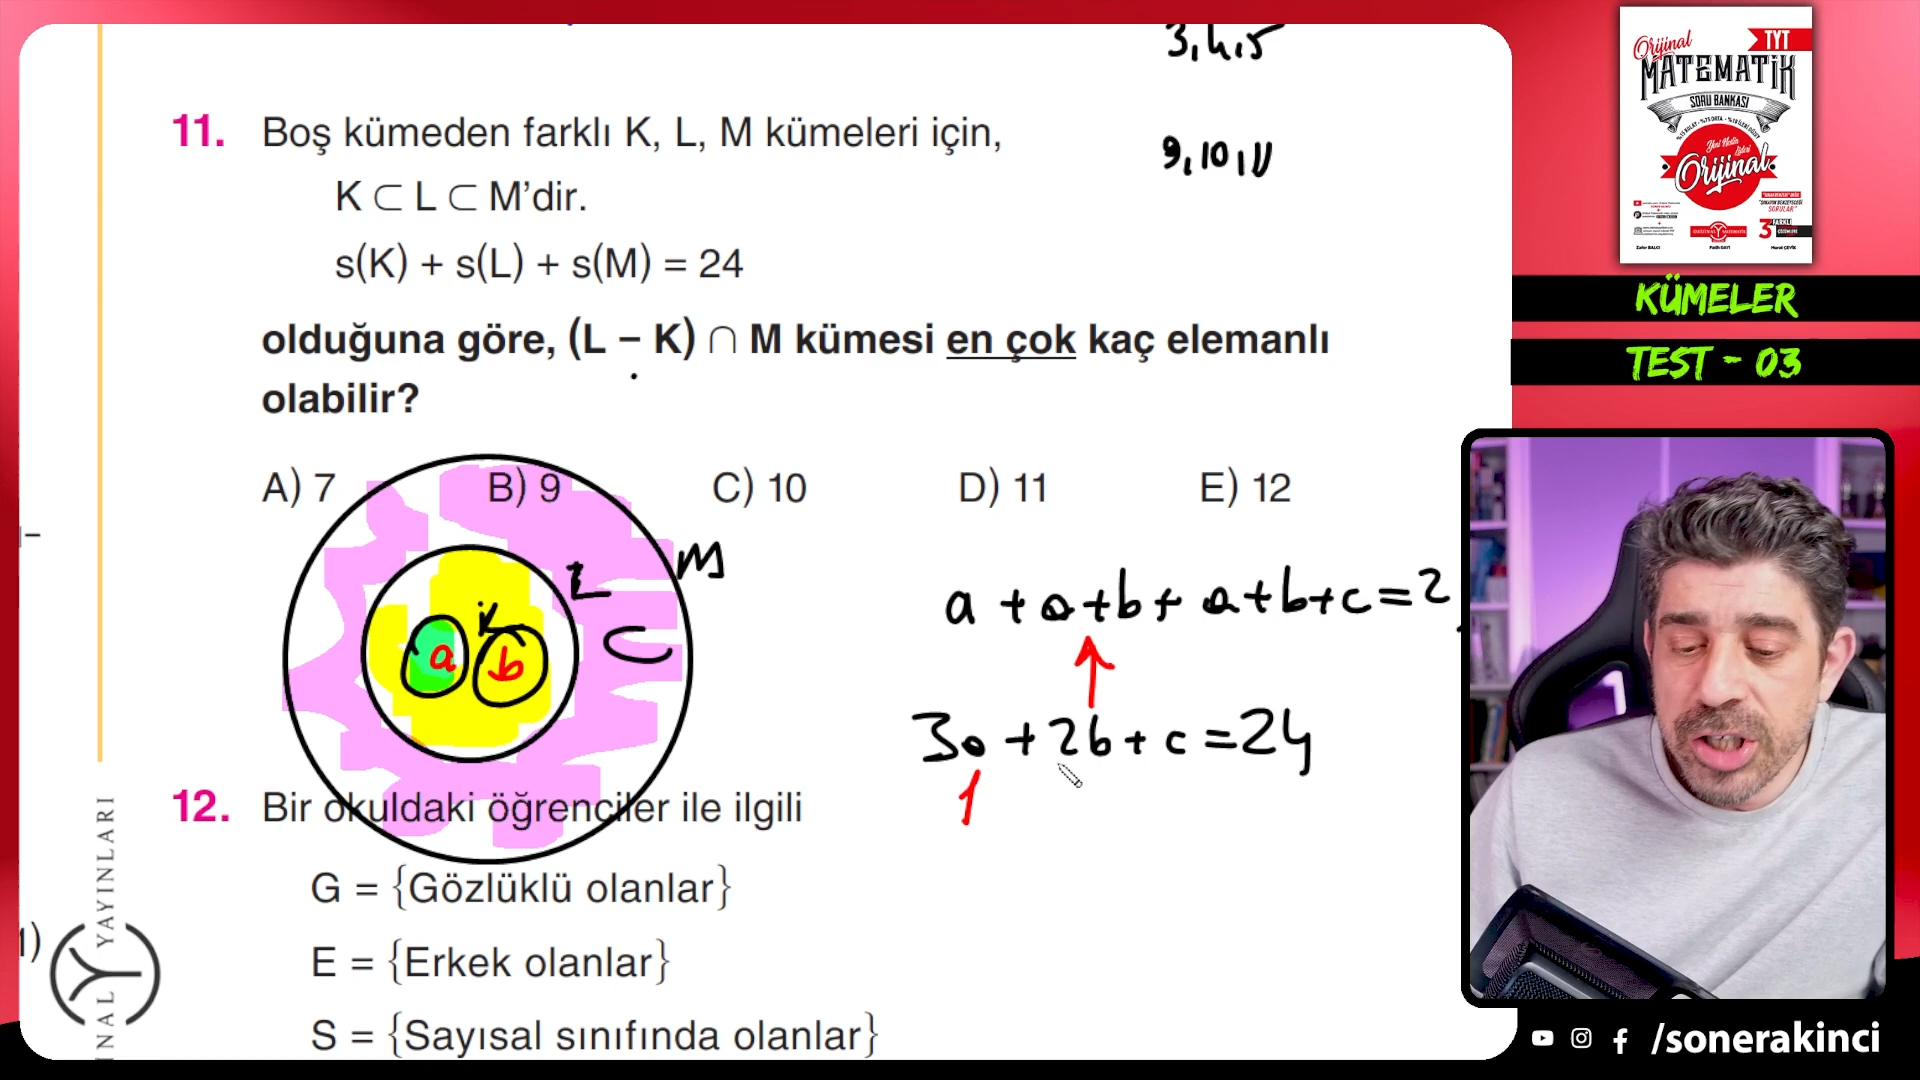 3,4,5
11. Boş kümeden farklı K, L, M kümeleri için,
9,10,11
K ⊂ L ⊂ M’dir.
s(K) + s(L) + s(M) = 24
olduğuna göre, (L – K) ∩ M kümesi en çok kaç elemanlı
olabilir?
A) 7 B) 9 C) 10 D) 11 E) 12
M
L
K
a b
C
a + a+b + a+b+c = 2
3a + 2b + c = 24
1
12. Bir okuldaki öğrenciler ile ilgili
G = {Gözlüklü olanlar}
E = {Erkek olanlar}
S = {Sayısal sınıfında olanlar}
INAL YAYINLARI
Orijinal
TYT
MATEMATİK
SORU BANKASI
Orijinal
KÜMELER
TEST - 03
/sonerakinci